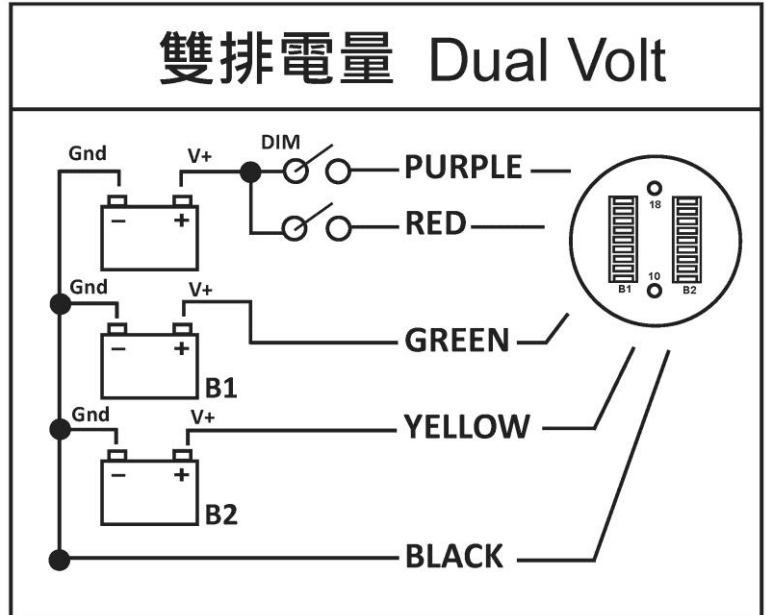 雙排電量 Dual Volt
Gnd V+ DIM PURPLE
− +
RED
18
10
B1 B2
Gnd V+
− +
GREEN
B1
Gnd V+
YELLOW
− +
B2
BLACK